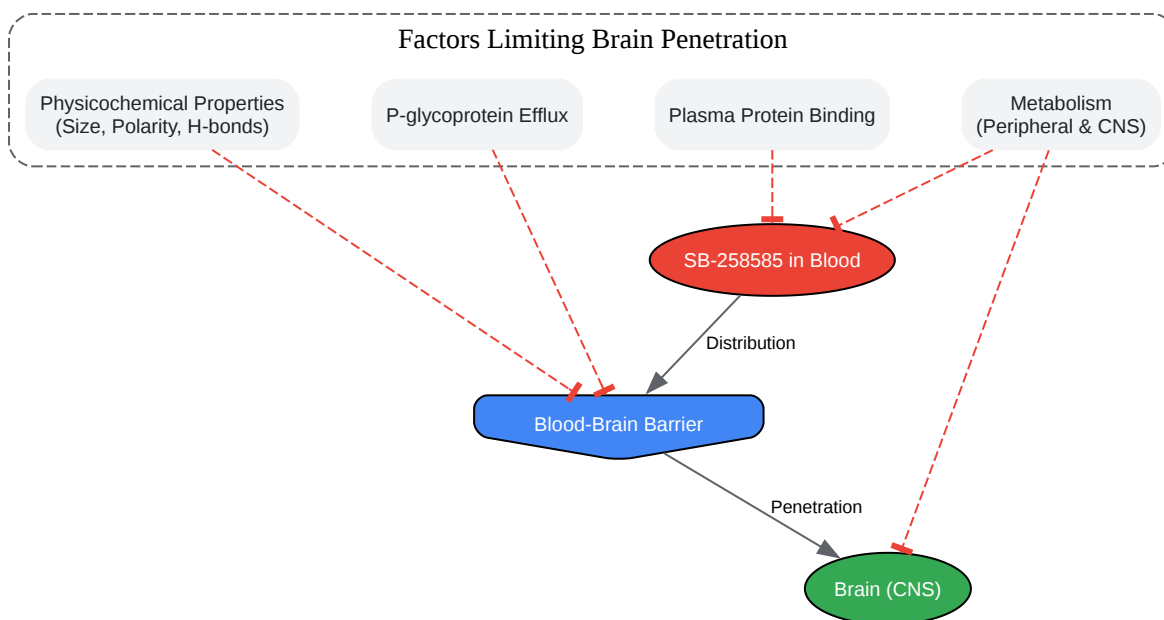 Factors Limiting Brain Penetration
Physicochemical Properties
(Size, Polarity, H-bonds)
P-glycoprotein Efflux
Plasma Protein Binding
Metabolism
(Peripheral & CNS)
SB-258585 in Blood
Distribution
Blood-Brain Barrier
Penetration
Brain (CNS)